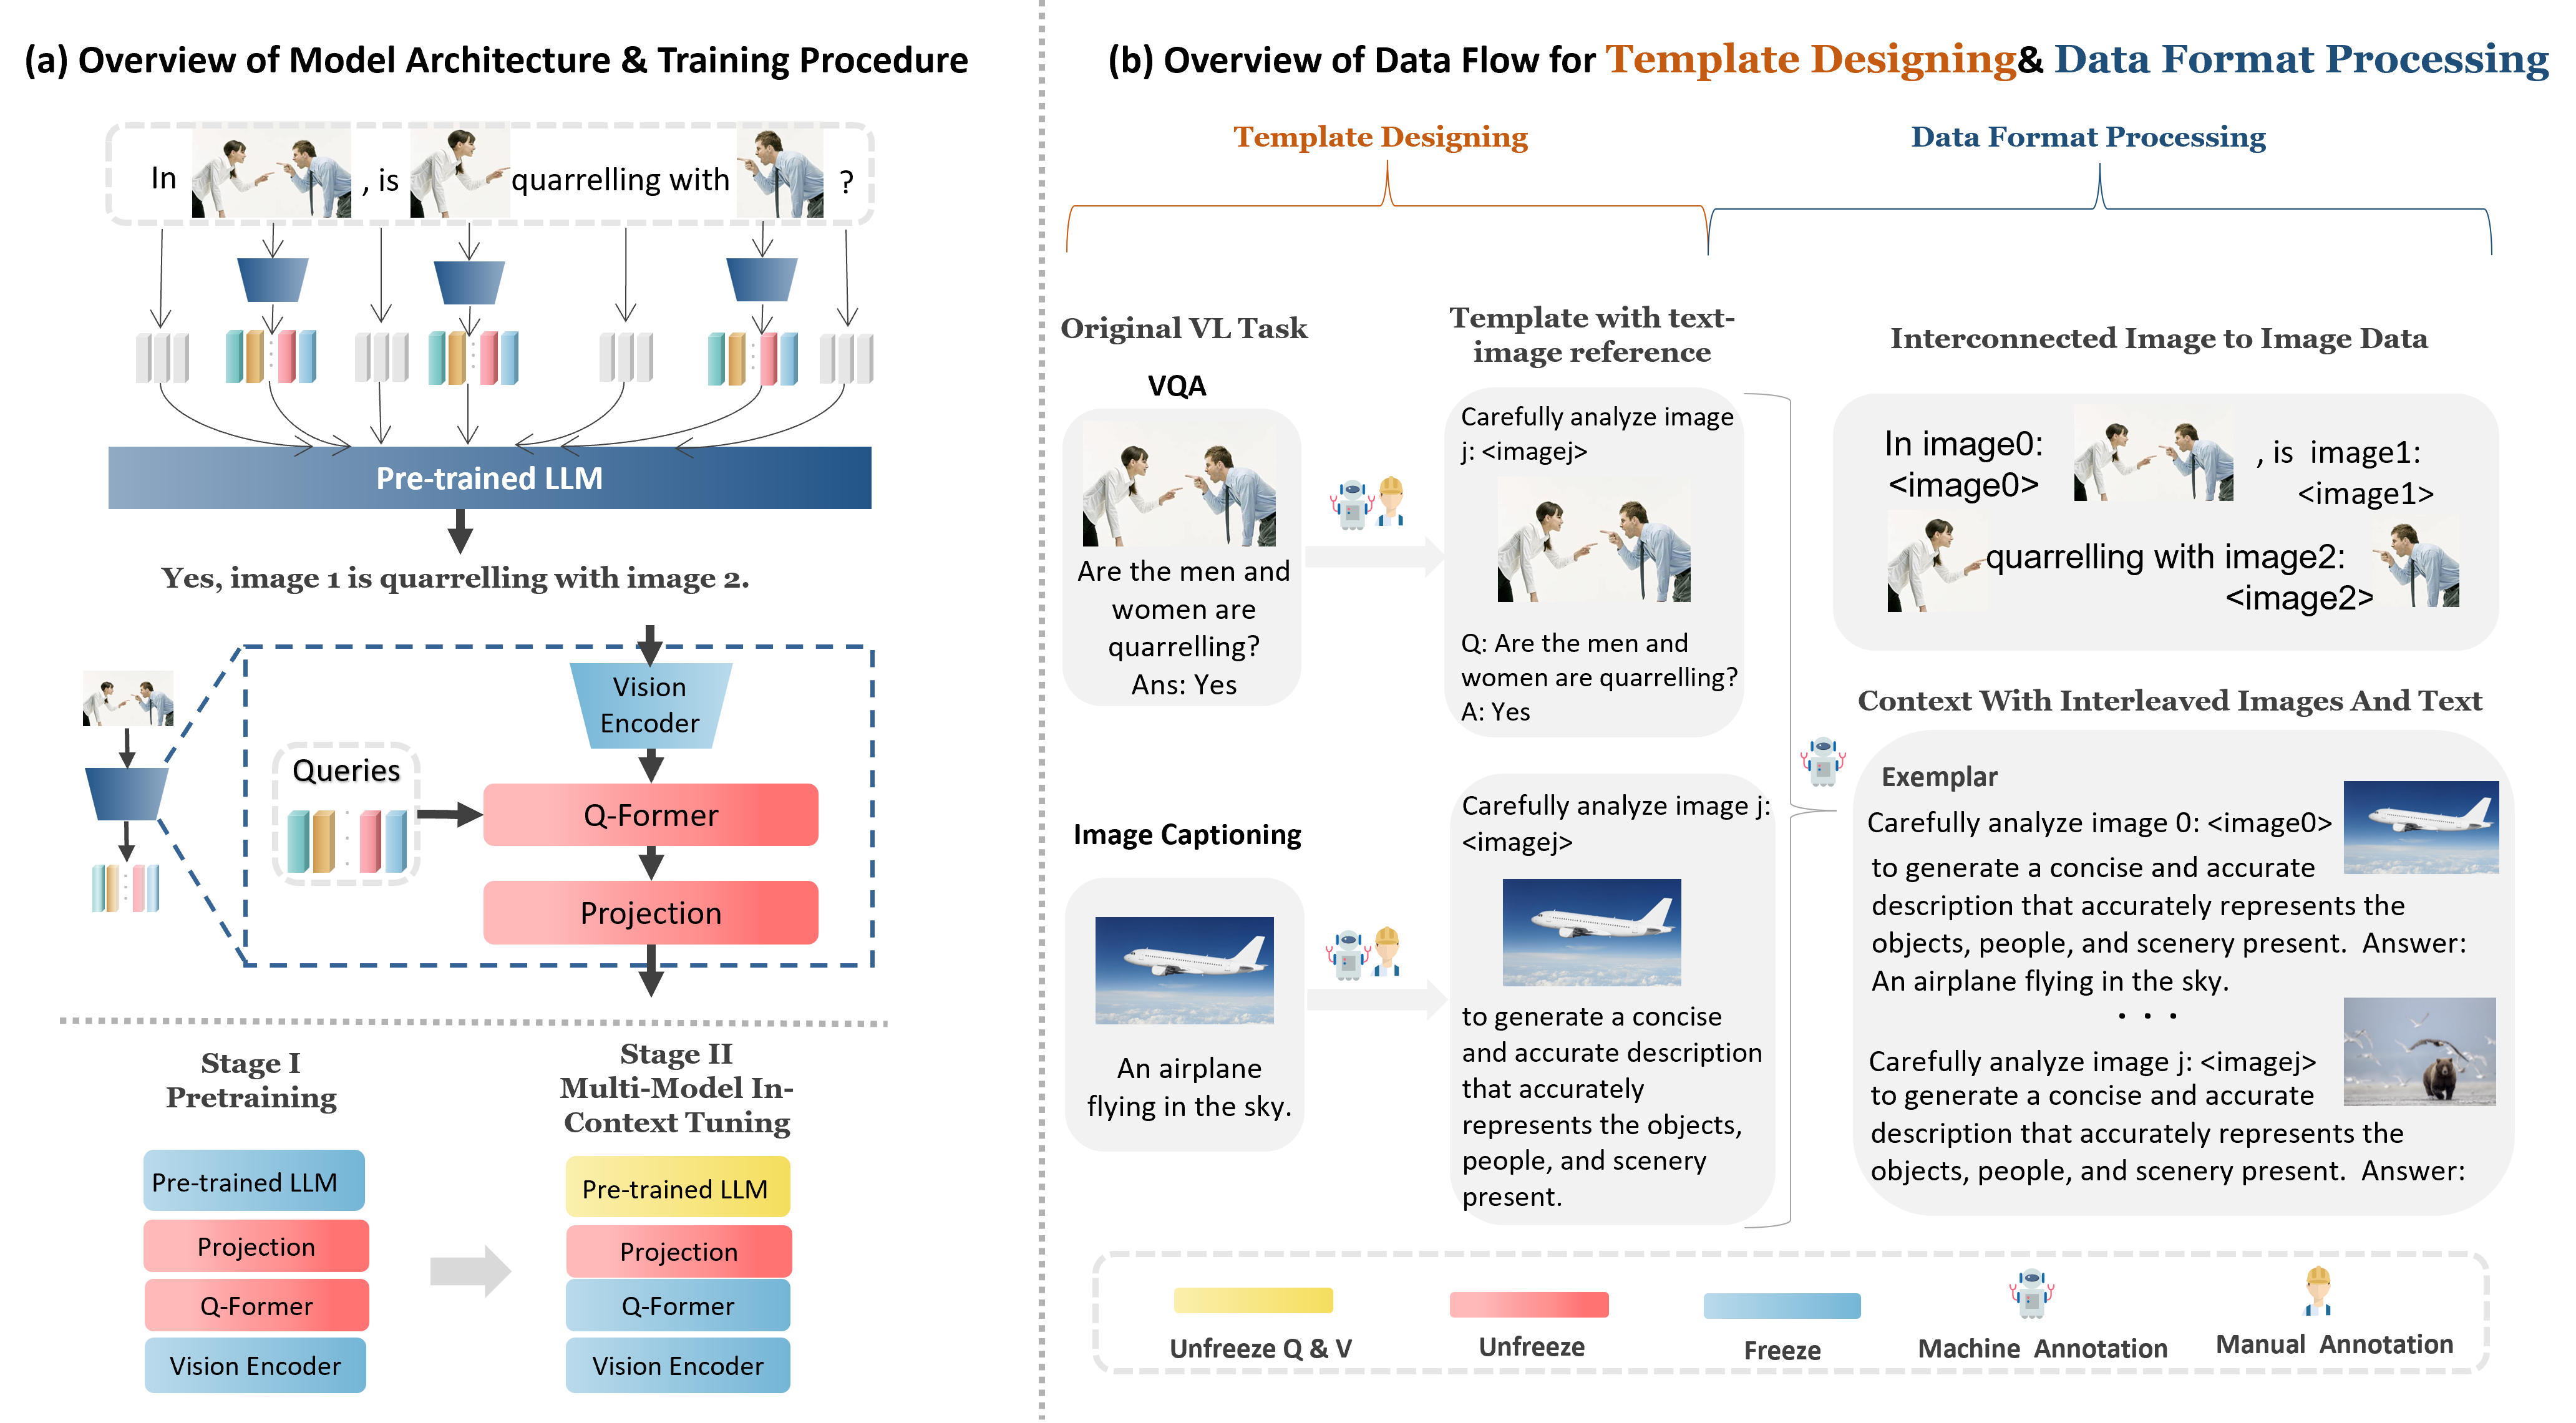 (a) Overview of Model Architecture & Training Procedure
In , is quarrelling with ?
Pre-trained LLM
Yes, image 1 is quarrelling with image 2.
Vision
Encoder
Queries
Q-Former
Projection
Stage I
Pretraining
Pre-trained LLM
Projection
Q-Former
Vision Encoder
Stage II
Multi-Model In-
Context Tuning
Pre-trained LLM
Projection
Q-Former
Vision Encoder
(b) Overview of Data Flow for Template Designing& Data Format Processing
Template Designing
Data Format Processing
Original VL Task
VQA
Are the men and
women are
quarrelling?
Ans: Yes
Image Captioning
An airplane
flying in the sky.
Template with text-
image reference
Carefully analyze image
j: <imagej>
Q: Are the men and
women are quarrelling?
A: Yes
Carefully analyze image j:
<imagej>
to generate a concise
and accurate description
that accurately
represents the objects,
people, and scenery
present.
Interconnected Image to Image Data
In image0:
<image0>
, is image1:
<image1>
quarrelling with image2:
<image2>
Context With Interleaved Images And Text
Exemplar
Carefully analyze image 0: <image0>
to generate a concise and accurate
description that accurately represents the
objects, people, and scenery present. Answer:
An airplane flying in the sky.
. . .
Carefully analyze image j: <imagej>
to generate a concise and accurate
description that accurately represents the
objects, people, and scenery present. Answer:
Unfreeze Q & V
Unfreeze
Freeze
Machine Annotation
Manual Annotation